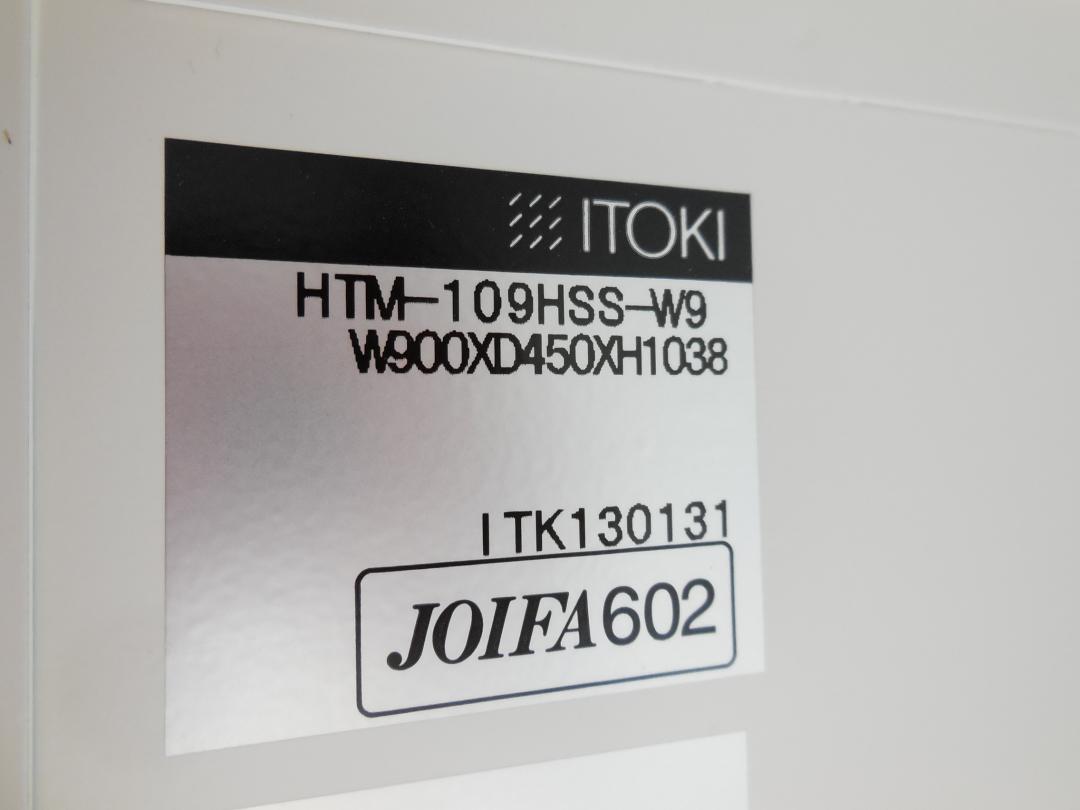 ITOKI
HTM-109HSS-W9
W900XD450XH1038
ITK130131
JOIFA602